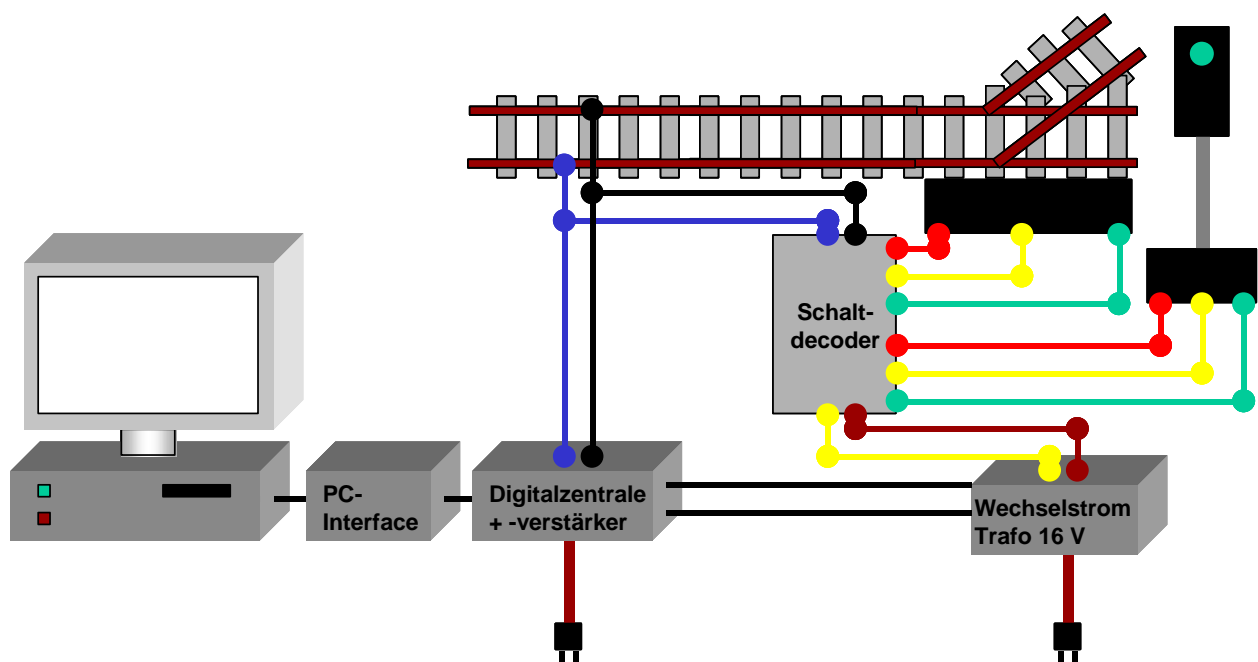 Schalt-
decoder
PC-
Interface
Digitalzentrale
+ -verstärker
Wechselstrom
Trafo 16 V